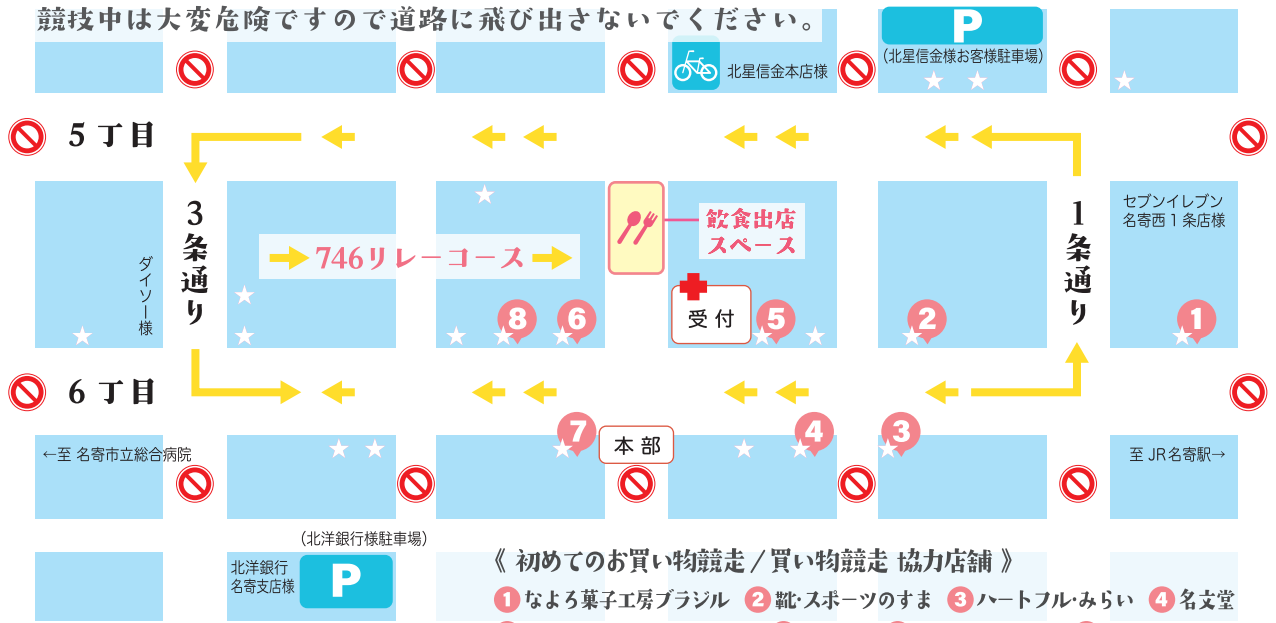 競技中は大変危険ですので道路に飛び出さないでください。
P
(北星信金様お客様駐車場)
北星信金本店様
5丁目
3条通り
1条通り
セブンイレブン
名寄西1条店様
飲食出店
スペース
746リレーコース
ダイソー様
受付
8
6
5
2
1
6丁目
7
4
3
本部
←至 名寄市立総合病院
至 JR名寄駅→
(北洋銀行様駐車場)
北洋銀行
名寄支店様
P
《 初めてのお買い物競走/買い物競走 協力店舗 》
1 なよろ菓子工房ブラジル 2 靴・スポーツのすま 3 ハートフル・みらい 4 名文堂